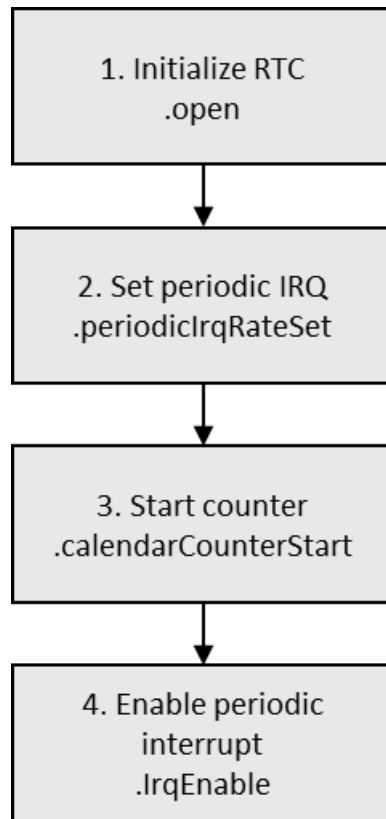 1. Initialize RTC
.open
2. Set periodic IRQ
.periodicIrqRateSet
3. Start counter
.calendarCounterStart
4. Enable periodic
interrupt
.IrqEnable